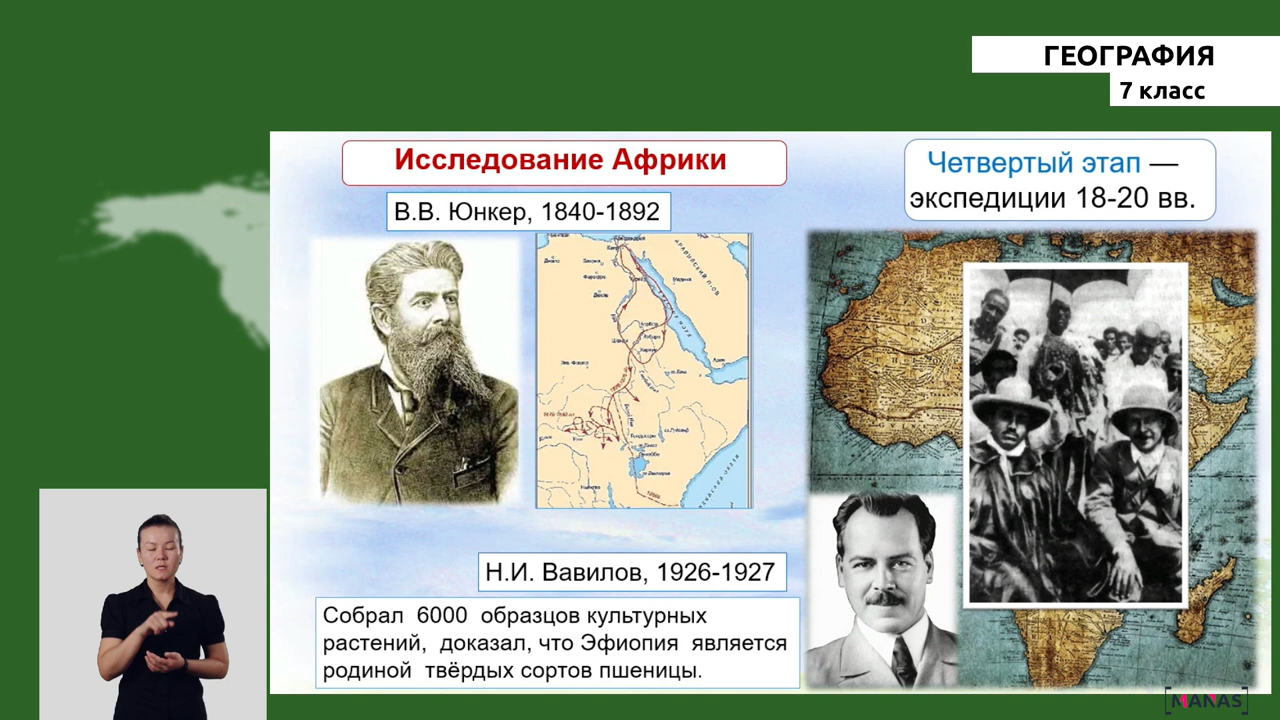 ГЕОГРАФИЯ
7 класс
Исследование Африки
Четвертый этап —
экспедиции 18-20 вв.
В.В. Юнкер, 1840-1892
Н.И. Вавилов, 1926-1927
Собрал 6000 образцов культурных
растений, доказал, что Эфиопия является
родиной твёрдых сортов пшеницы.
MANAS